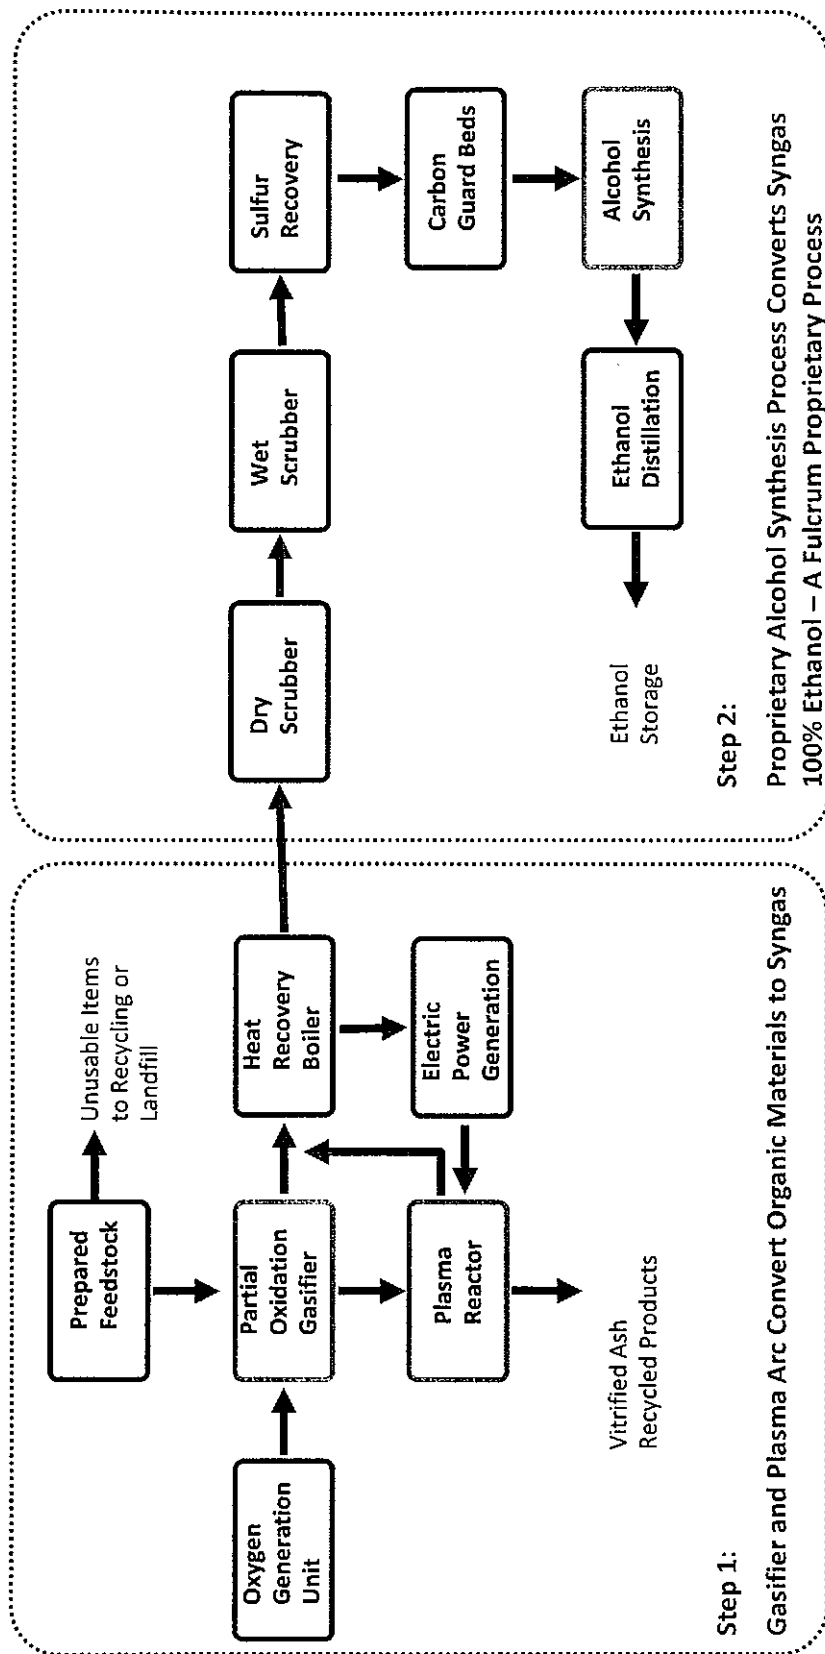 Prepared
Feedstock
Unusable Items
to Recycling or
Landfill
Oxygen
Generation
Unit
Partial
Oxidation
Gasifier
Heat
Recovery
Boiler
Plasma
Reactor
Electric
Power
Generation
Vitrified Ash
Recycled Products
Step 1:
Gasifier and Plasma Arc Convert Organic Materials to Syngas
Dry
Scrubber
Wet
Scrubber
Sulfur
Recovery
Carbon
Guard Beds
Alcohol
Synthesis
Ethanol
Distillation
Ethanol
Storage
Step 2:
Proprietary Alcohol Synthesis Process Converts Syngas
100% Ethanol – A Fulcrum Proprietary Process